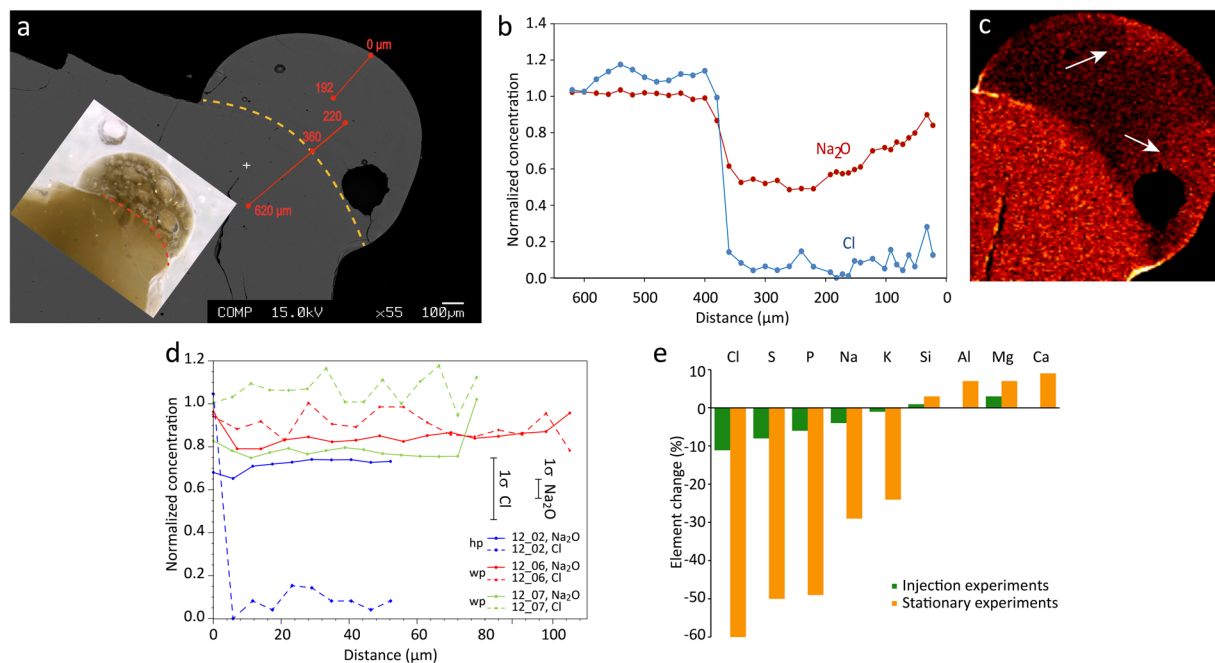 a
0 µm
192
220
360
620 µm
COMP 15.0kV ×55 100µm
b
Normalized concentration
1.4
1.2
1.0
0.8
0.6
0.4
0.2
0.0
Na₂O
Cl
600 500 400 300 200 100 0
Distance (µm)
c
d
Normalized concentration
1.2
1.0
0.8
0.6
0.4
0.2
0.0
1σ Cl
1σ Na₂O
hp 12_02, Na₂O
12_02, Cl
wp 12_06, Na₂O
12_06, Cl
wp 12_07, Na₂O
12_07, Cl
0 20 40 60 80 100
Distance (µm)
e
Cl S P Na K Si Al Mg Ca
Element change (%)
10
0
-10
-20
-30
-40
-50
-60
Injection experiments
Stationary experiments